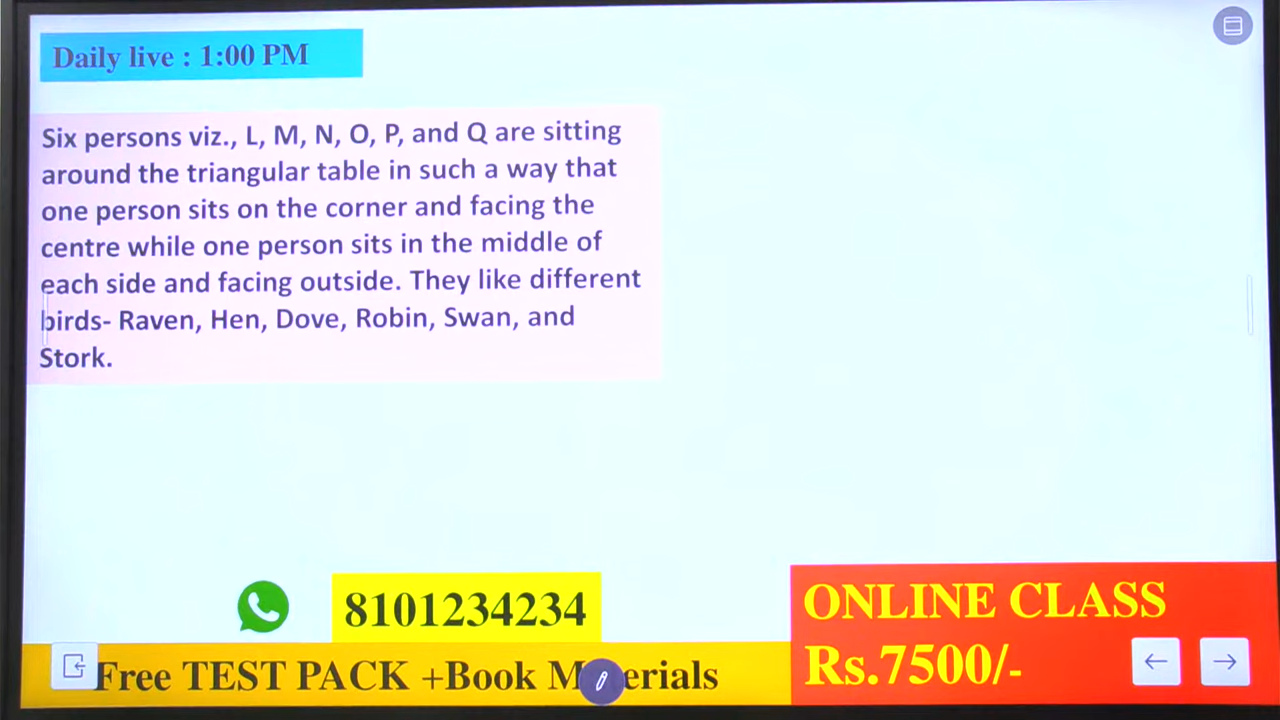 Daily live : 1:00 PM
Six persons viz., L, M, N, O, P, and Q are sitting
around the triangular table in such a way that
one person sits on the corner and facing the
centre while one person sits in the middle of
each side and facing outside. They like different
birds- Raven, Hen, Dove, Robin, Swan, and
Stork.
8101234234
ONLINE CLASS
Rs.7500/-
Free TEST PACK +Book M erials